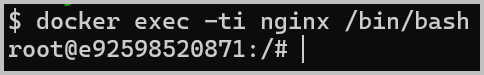 $ docker exec -ti nginx /bin/bash
root@e92598520871:/#